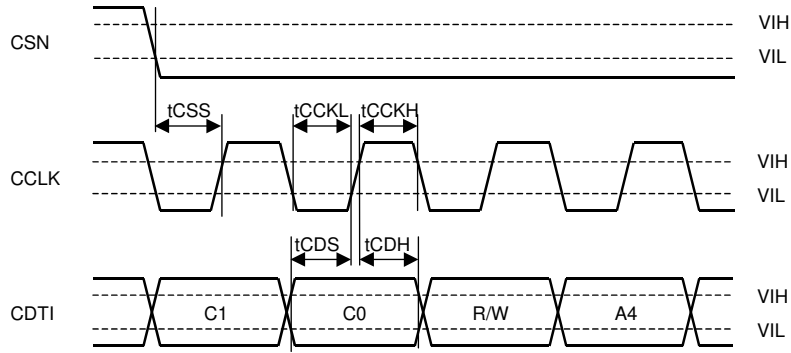 CSN
VIH
VIL
tCSS
tCCKL
tCCKH
CCLK
VIH
VIL
tCDS
tCDH
CDTI
C1
C0
R/W
A4
VIH
VIL